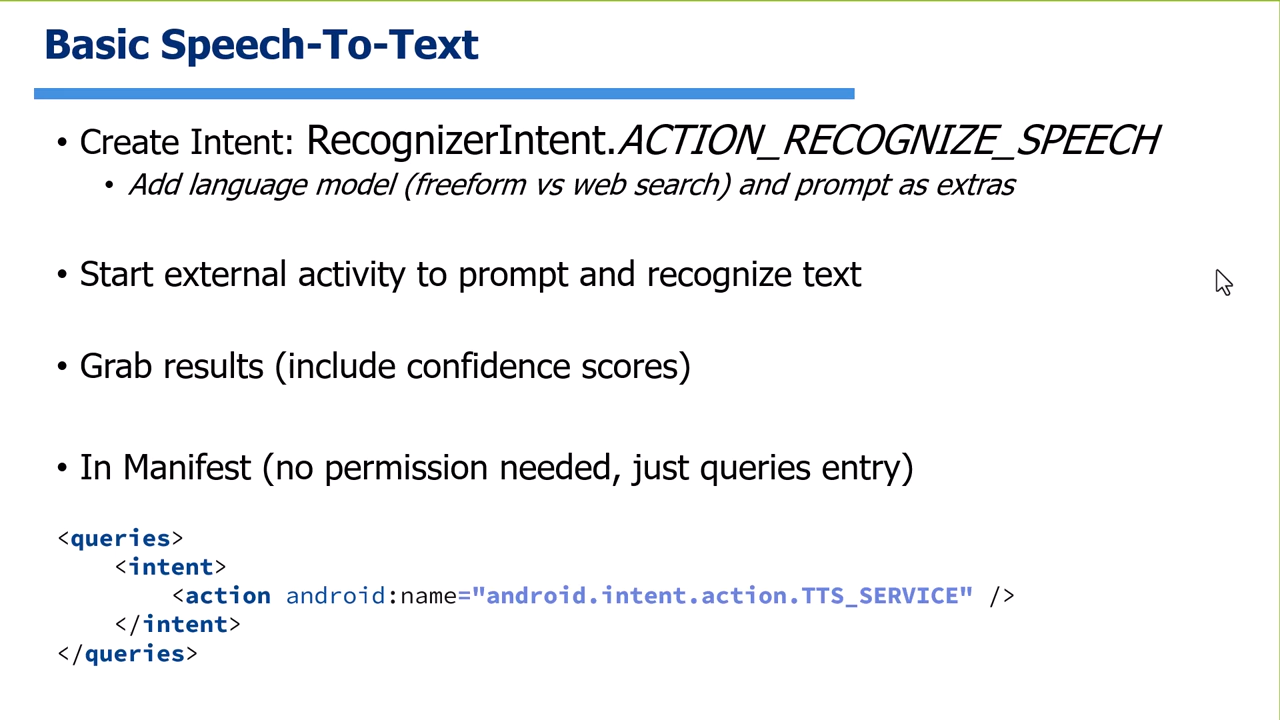 Basic Speech-To-Text
• Create Intent: RecognizerIntent.ACTION_RECOGNIZE_SPEECH
• Add language model (freeform vs web search) and prompt as extras
• Start external activity to prompt and recognize text
• Grab results (include confidence scores)
• In Manifest (no permission needed, just queries entry)
<queries>
    <intent>
        <action android:name="android.intent.action.TTS_SERVICE" />
    </intent>
</queries>